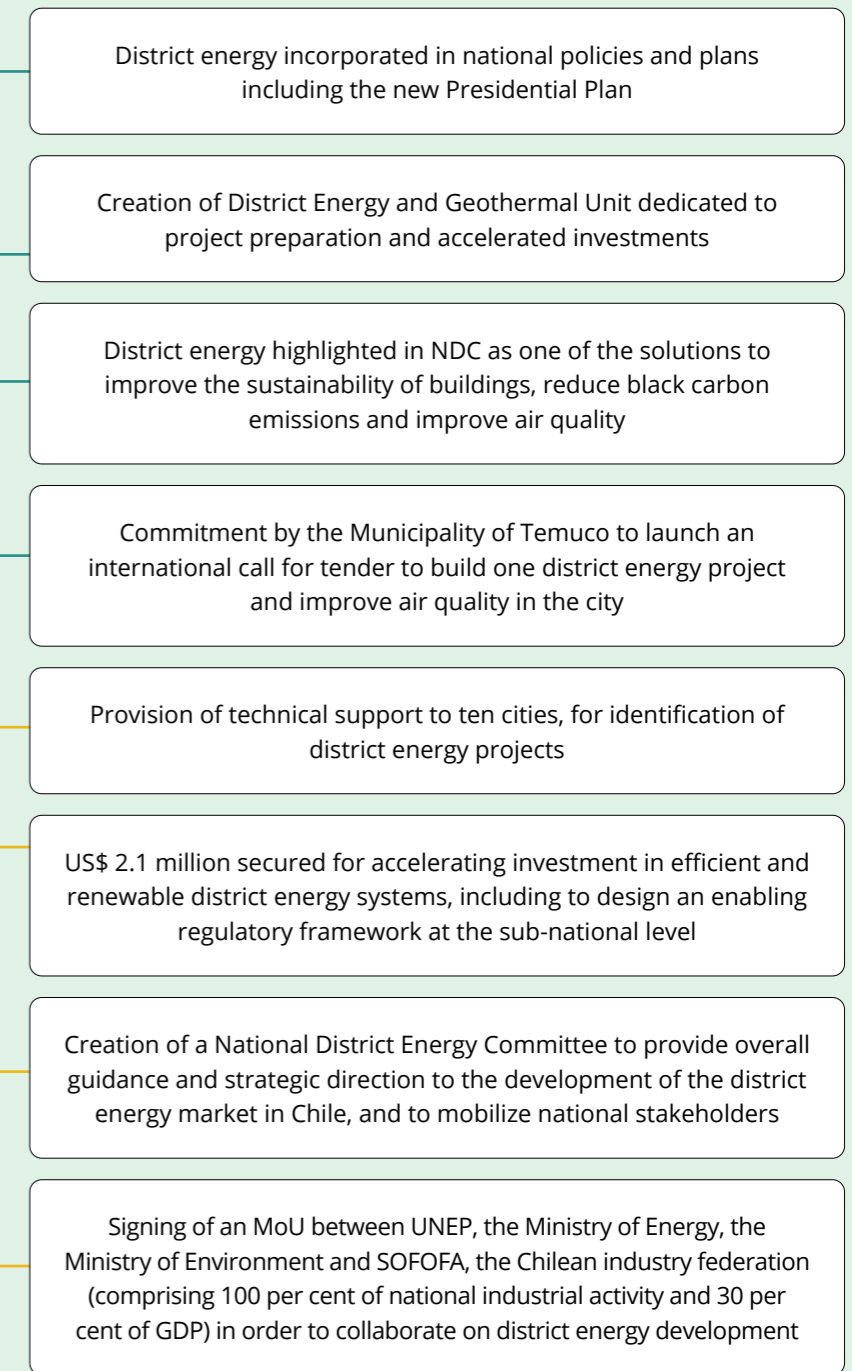 District energy incorporated in national policies and plans
including the new Presidential Plan
Creation of District Energy and Geothermal Unit dedicated to
project preparation and accelerated investments
District energy highlighted in NDC as one of the solutions to
improve the sustainability of buildings, reduce black carbon
emissions and improve air quality
Commitment by the Municipality of Temuco to launch an
international call for tender to build one district energy project
and improve air quality in the city
Provision of technical support to ten cities, for identification of
district energy projects
US$ 2.1 million secured for accelerating investment in efficient and
renewable district energy systems, including to design an enabling
regulatory framework at the sub-national level
Creation of a National District Energy Committee to provide overall
guidance and strategic direction to the development of the district
energy market in Chile, and to mobilize national stakeholders
Signing of an MoU between UNEP, the Ministry of Energy, the
Ministry of Environment and SOFOFA, the Chilean industry federation
(comprising 100 per cent of national industrial activity and 30 per
cent of GDP) in order to collaborate on district energy development